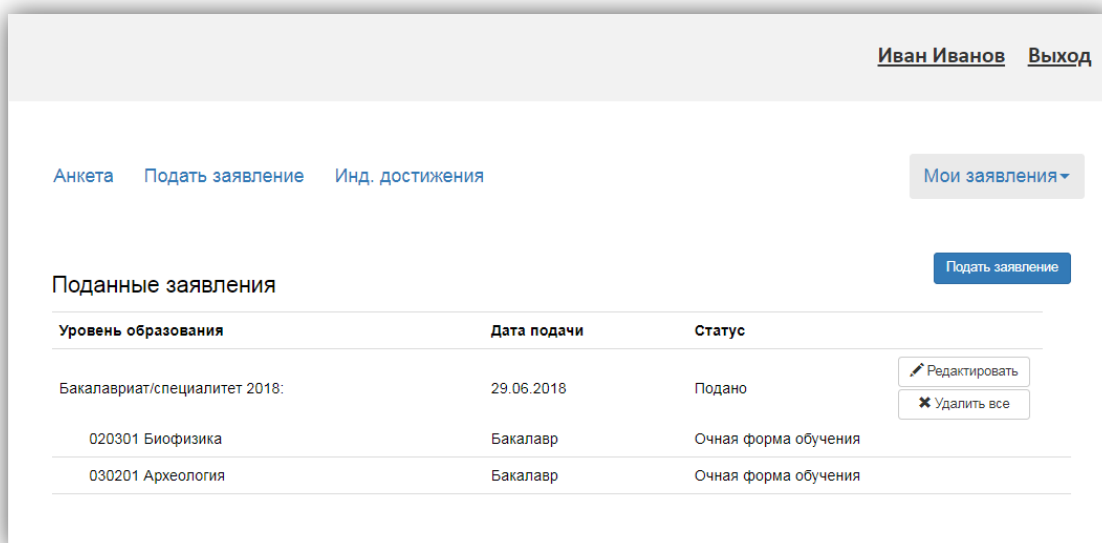 Иван Иванов Выход
Анкета Подать заявление Инд. достижения Мои заявления
Подать заявление
Поданные заявления
Уровень образования Дата подачи Статус
Бакалавриат/специалитет 2018: 29.06.2018 Подано Редактировать
Удалить все
020301 Биофизика Бакалавр Очная форма обучения
030201 Археология Бакалавр Очная форма обучения